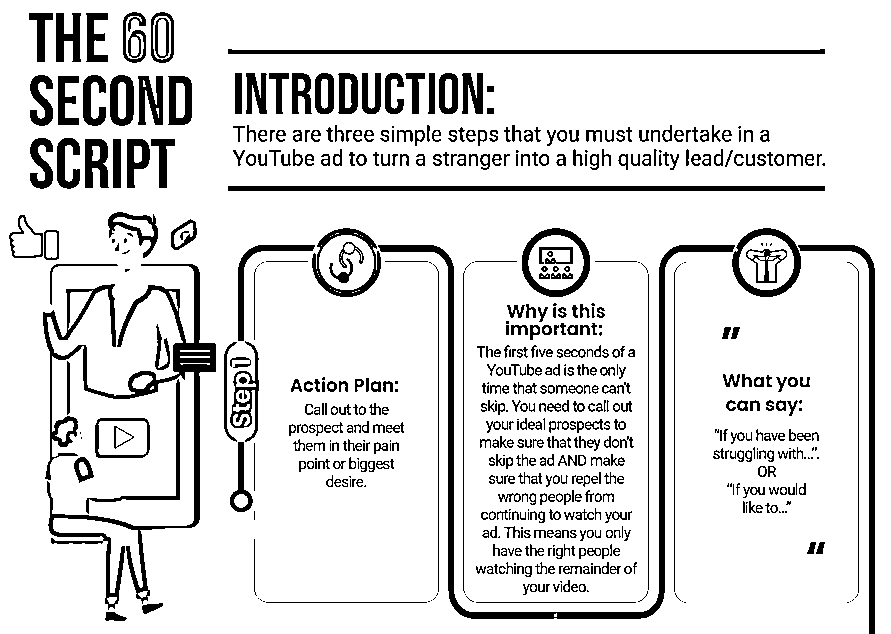 THE 60
SECOND
SCRIPT
INTRODUCTION:
There are three simple steps that you must undertake in a
YouTube ad to turn a stranger into a high quality lead/customer.
Step 1
Action Plan:
Call out to the
prospect and meet
them in their pain
point or biggest
desire.
Why is this
important:
The first five seconds of a
YouTube ad is the only
time that someone can't
skip. You need to call out
your ideal prospects to
make sure that they don't
skip the ad AND make
sure that you repel the
wrong people from
continuing to watch your
ad. This means you only
have the right people
watching the remainder of
your video.
"
What you
can say:
"If you have been
struggling with...".
OR
"If you would
like to..."
"